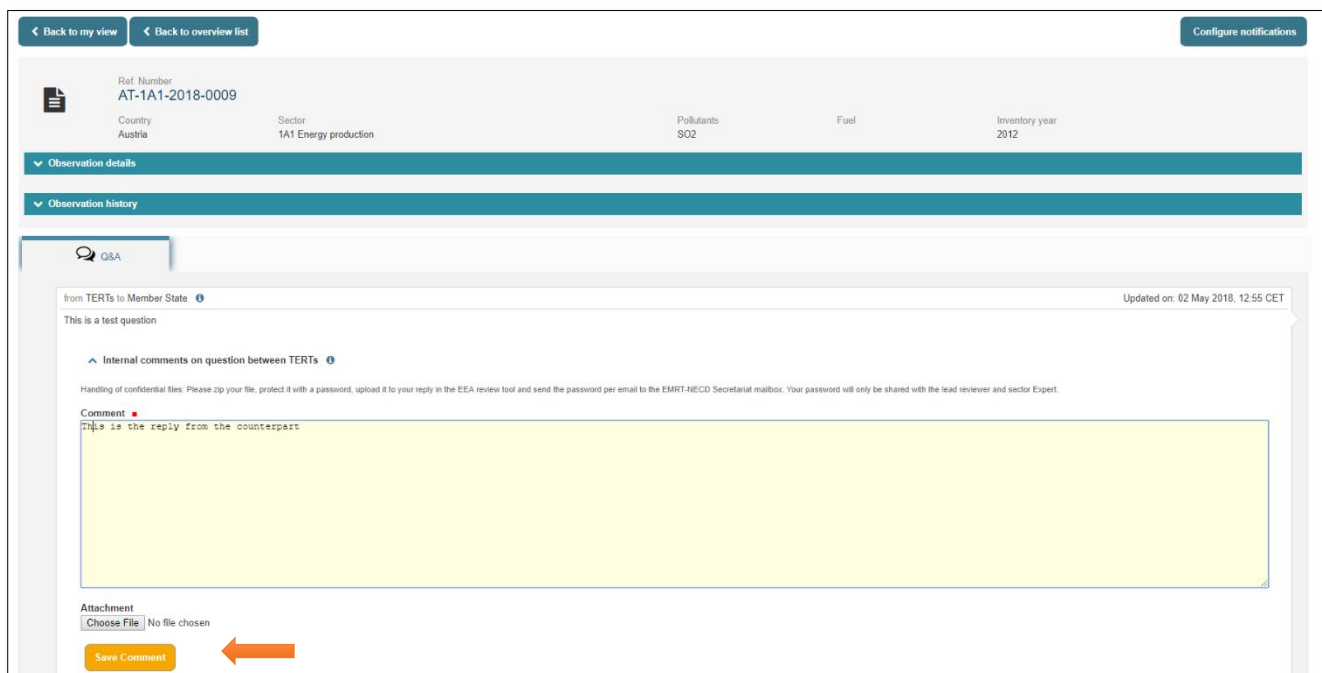 Back to my view Back to overview list Configure notifications
Ref. Number
AT-1A1-2018-0009
Country Sector Pollutants Fuel Inventory year
Austria 1A1 Energy production SO2 2012
Observation details
Observation history
Q&A
from TERTs to Member State Updated on: 02 May 2018, 12:55 CET
This is a test question
Internal comments on question between TERTs
Handling of confidential files: Please zip your file, protect it with a password, upload it to your reply in the EEA review tool and send the password per email to the EMRT-NECD Secretariat mailbox. Your password will only be shared with the lead reviewer and sector Expert.
Comment
This is the reply from the counterpart
Attachment
Choose File No file chosen
Save Comment